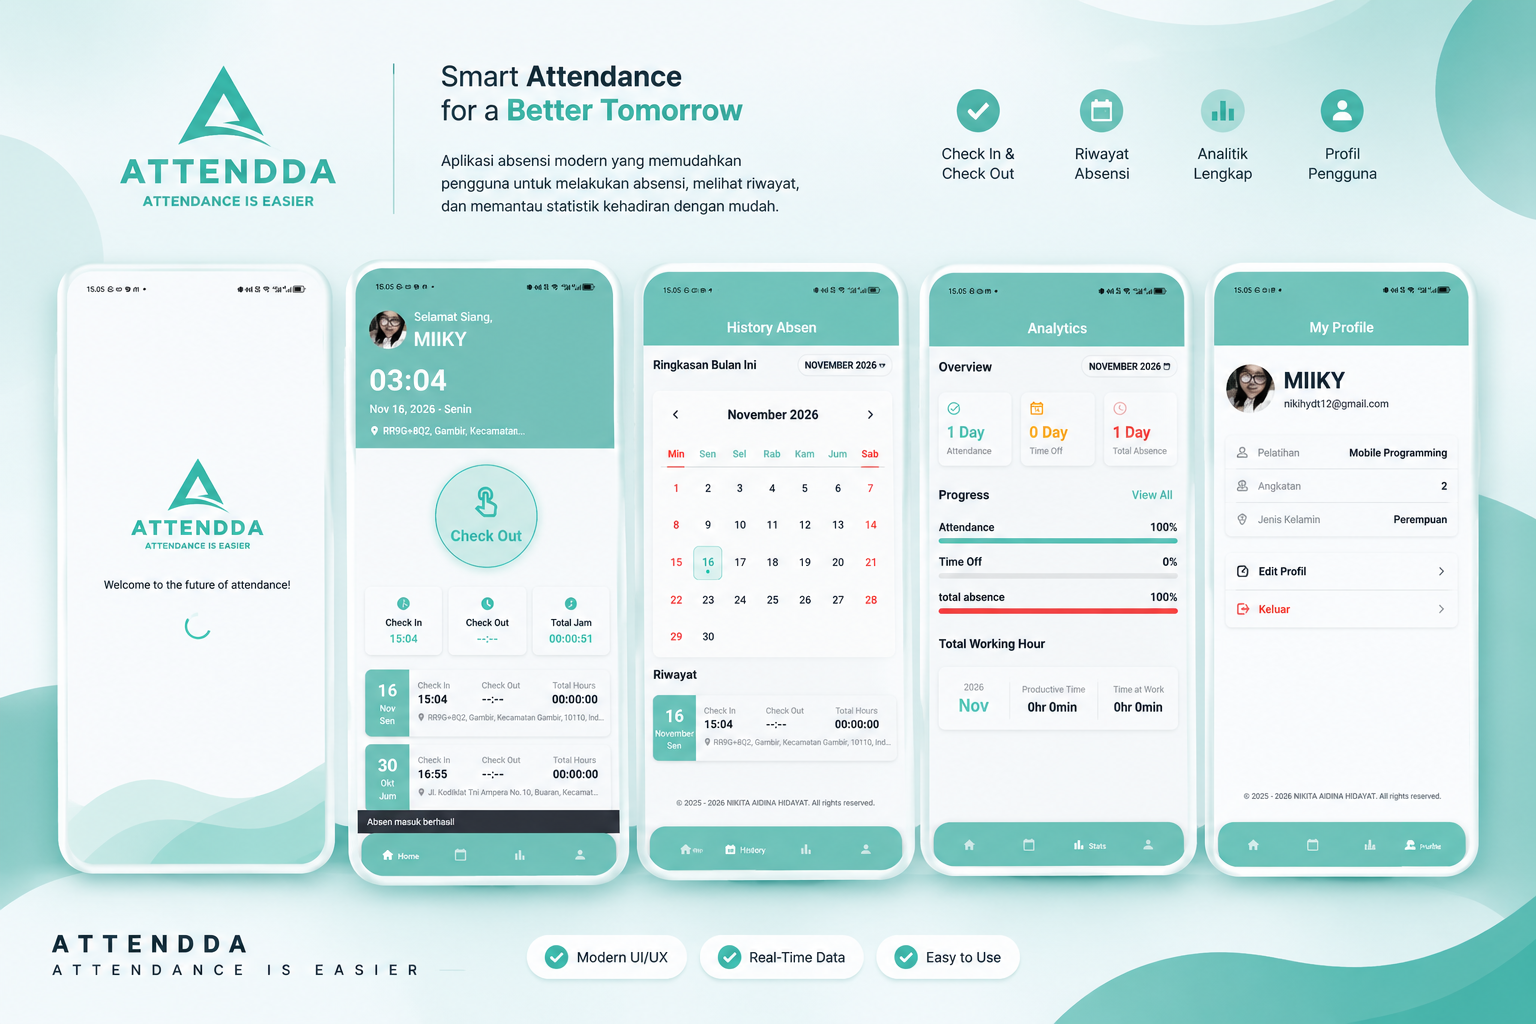 ATTENDDA
ATTENDANCE IS EASIER
Smart Attendance
for a Better Tomorrow
Aplikasi absensi modern yang memudahkan
pengguna untuk melakukan absensi, melihat riwayat,
dan memantau statistik kehadiran dengan mudah.
Check In &
Check Out
Riwayat
Absensi
Analitik
Lengkap
Profil
Pengguna
15.05
ATTENDDA
ATTENDANCE IS EASIER
Welcome to the future of attendance!
15.05
Selamat Siang,
MIIKY
03:04
Nov 16, 2026 - Senin
RR9G+8Q2, Gambir, Kecamatan...
Check Out
Check In
15:04
Check Out
--:--
Total Jam
00:00:51
16
Nov
Sen
Check In Check Out Total Hours
15:04 --:-- 00:00:00
RR9G+8Q2, Gambir, Kecamatan Gambir, 10110, Ind...
30
Okt
Jum
Check In Check Out Total Hours
16:55 --:-- 00:00:00
Jl. Kodiklat Tni Ampera No. 10, Buaran, Kecamat...
Absen masuk berhasil
Home
15.05
History Absen
Ringkasan Bulan Ini
NOVEMBER 2026
November 2026
Min Sen Sel Rab Kam Jum Sab
1 2 3 4 5 6 7
8 9 10 11 12 13 14
15 16 17 18 19 20 21
22 23 24 25 26 27 28
29 30
Riwayat
16
November
Sen
Check In Check Out Total Hours
15:04 --:-- 00:00:00
RR9G+8Q2, Gambir, Kecamatan Gambir, 10110, Ind...
© 2025 - 2026 NIKITA AIDINA HIDAYAT. All rights reserved.
History
15.05
Analytics
Overview
NOVEMBER 2026
1 Day
Attendance
0 Day
Time Off
1 Day
Total Absence
Progress
View All
Attendance 100%
Time Off 0%
total absence 100%
Total Working Hour
2026
Nov
Productive Time
0hr 0min
Time at Work
0hr 0min
Stats
15.05
My Profile
MIIKY
nikihydt12@gmail.com
Pelatihan Mobile Programming
Angkatan 2
Jenis Kelamin Perempuan
Edit Profil
Keluar
© 2025 - 2026 NIKITA AIDINA HIDAYAT. All rights reserved.
ATTENDDA
ATTENDANCE IS EASIER
Modern UI/UX
Real-Time Data
Easy to Use